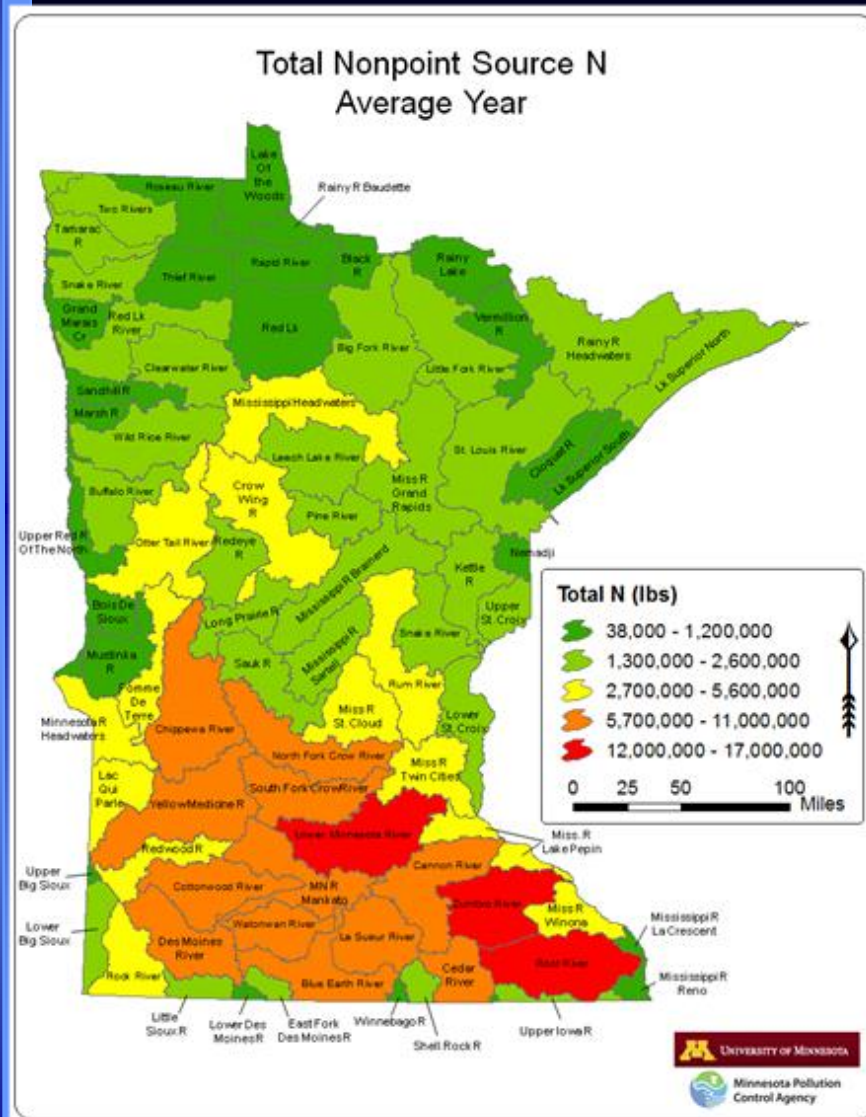 Total Nonpoint Source N
Average Year
Lake
Of
the
Woods
Roseau River
Rainy R Baudette
Two Rivers
Tamarac
R
Thief River
Rapid River
Black
R
Rainy
Lake
Snake River
Grand
Marais
Cr
Red Lk
River
Red Lk
Vermillion
R
Big Fork River
Rainy R
Headwaters
Clearwater River
Little Fork River
Lk Superior North
Sandhill R
Mississippi Headwaters
Marsh R
Wild Rice River
Leech Lake River
St. Louis River
Cloquet R
Lk Superior South
Buffalo River
Crow
Wing
R
Miss R
Grand
Rapids
Pine River
Upper Red R
Of The North
Otter Tail River
Redeye
R
Nemadji
Mississippi R Brainerd
Kettle
R
Bois De
Sioux
Long Prairie R
Upper
St. Croix
Mustinka
R
Mississippi R
Sartell
Snake River
Sauk R
Pomme
De
Terre
Rum River
Minnesota R
Headwaters
Miss R
St. Cloud
Lower
St. Croix
Chippewa River
North Fork Crow River
Miss R
Twin Cities
Lac
Qui
Parle
South Fork Crow River
Yellow Medicine R
Lower Minnesota River
Miss. R
Lake Pepin
Redwood R
Cannon River
Upper
Big Sioux
Cottonwood River
MN R
Mankato
Zumbro River
Miss R
Winona
Mississippi R
La Crescent
Lower
Big Sioux
Watonwan River
Le Sueur River
Des Moines
River
Root River
Rock River
Blue Earth River
Cedar
River
Mississippi R
Reno
Little
Sioux R
Lower Des
Moines R
East Fork
Des Moines R
Winnebago R
Shell Rock R
Upper Iowa R
Total N (lbs)
38,000 - 1,200,000
1,300,000 - 2,600,000
2,700,000 - 5,600,000
5,700,000 - 11,000,000
12,000,000 - 17,000,000
0 25 50 100
Miles
M UNIVERSITY OF MINNESOTA
Minnesota Pollution
Control Agency